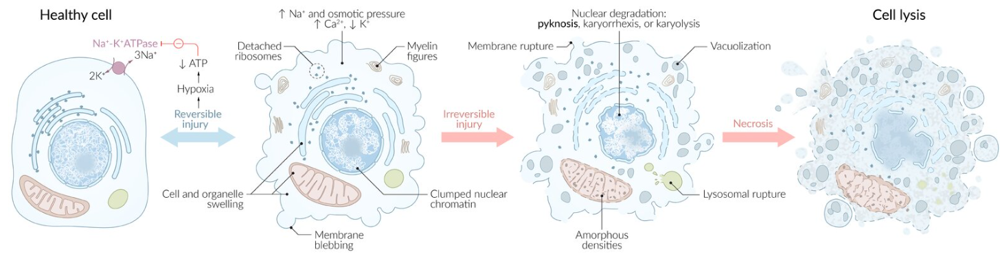 Healthy cell
Na⁺-K⁺ATPase
3Na⁺
2K⁺
↓ ATP
Hypoxia
Reversible
injury
↑ Na⁺ and osmotic pressure
↑ Ca²⁺, ↓ K⁺
Detached
ribosomes
Myelin
figures
Cell and organelle
swelling
Clumped nuclear
chromatin
Membrane
blebbing
Irreversible
injury
Nuclear degradation:
pyknosis, karyorrhexis, or karyolysis
Membrane rupture
Vacuolization
Lysosomal rupture
Amorphous
densities
Necrosis
Cell lysis